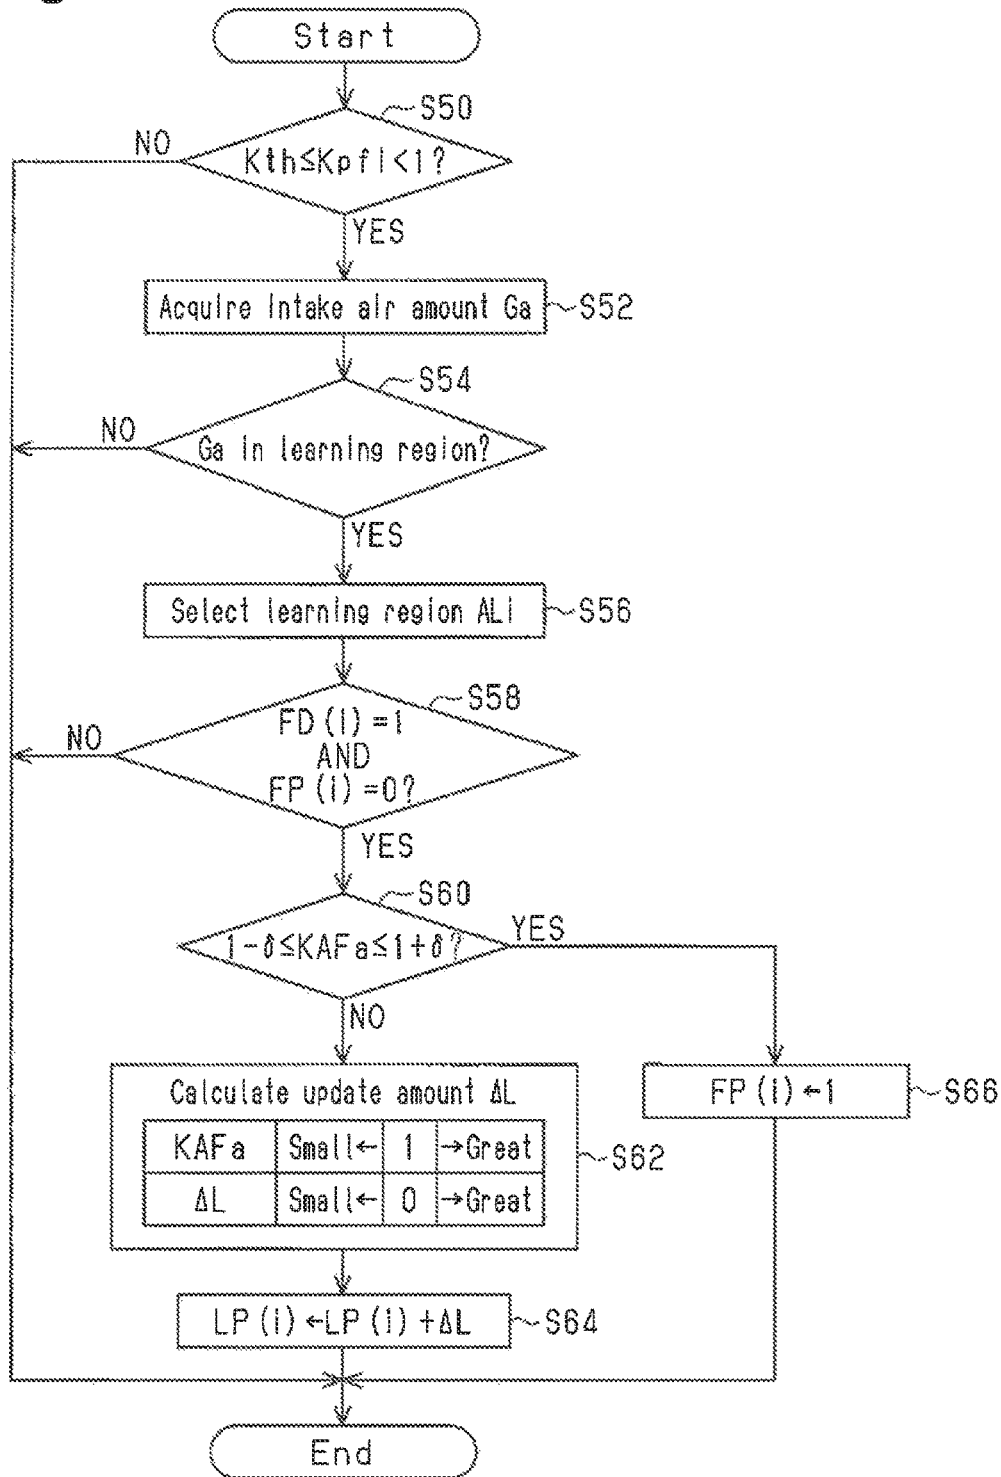 Start
S50
NO
Kth≤Kpfi<1?
YES
Acquire intake air amount Ga
S52
S54
NO
Ga in learning region?
YES
Select learning region ALi
S56
S58
NO
FD(i)=1
AND
FP(i)=0?
YES
S60
1-δ≤KAFa≤1+δ?
YES
NO
Calculate update amount ΔL
KAFa Small← 1 →Great
ΔL Small← 0 →Great
S62
FP(i)←1
S66
LP(i)←LP(i)+ΔL
S64
End